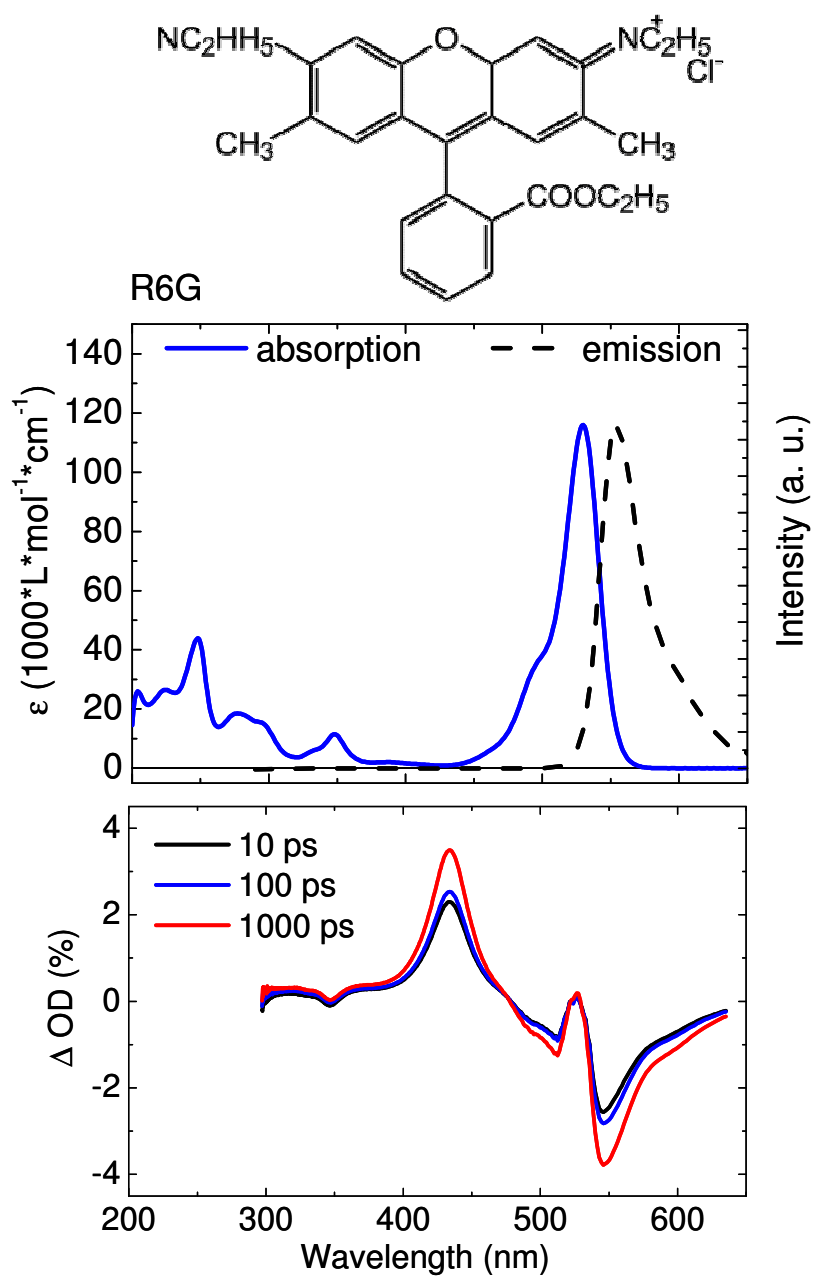 NC2HH5 O +NC2H5
Cl-
CH3 CH3
COOC2H5
R6G
absorption emission
140
120
100
80
60
40
20
0
ε (1000*L*mol-1*cm-1)
Intensity (a. u.)
4
2
0
-2
-4
Δ OD (%)
10 ps
100 ps
1000 ps
200 300 400 500 600
Wavelength (nm)